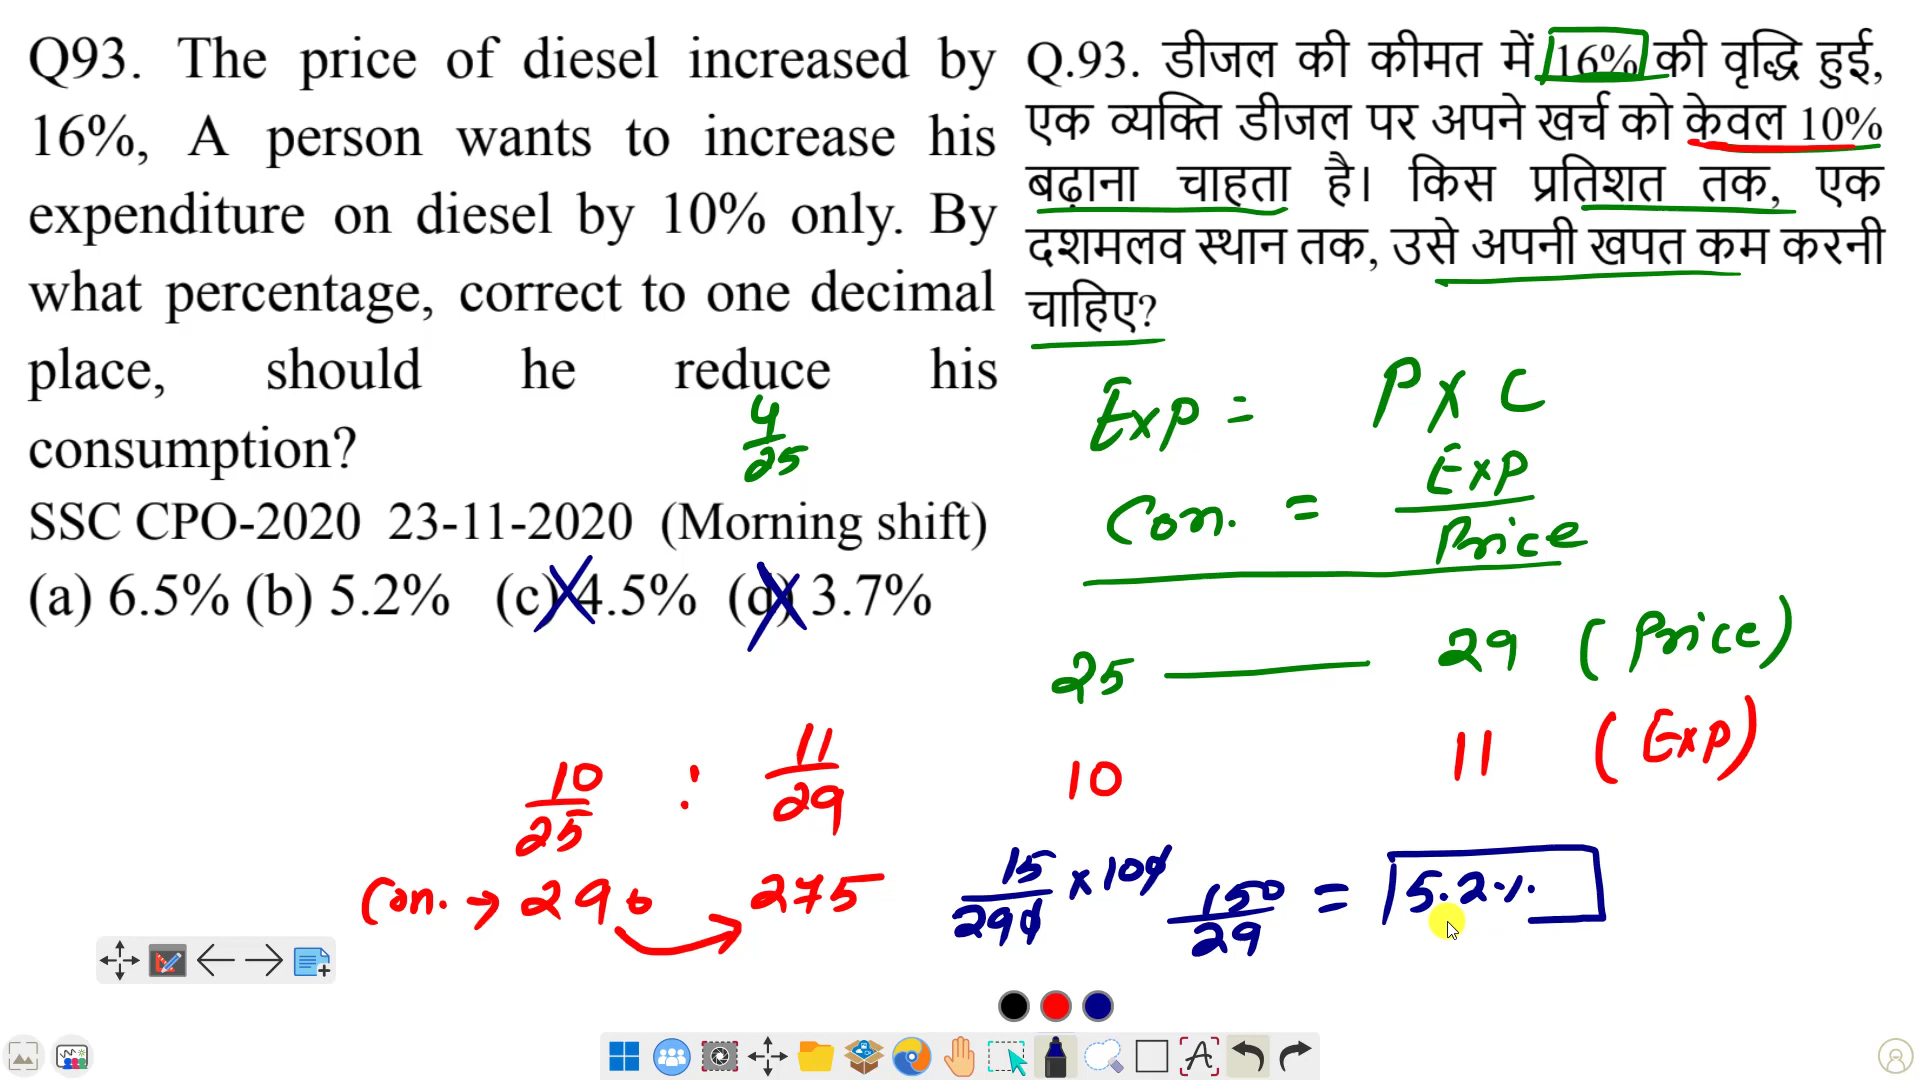 Q93. The price of diesel increased by
16%, A person wants to increase his
expenditure on diesel by 10% only. By
what percentage, correct to one decimal
place, should he reduce his
consumption?
SSC CPO-2020 23-11-2020 (Morning shift)
(a) 6.5% (b) 5.2% (c) 4.5% (d) 3.7%
4/25
Q.93. डीजल की कीमत में 16% की वृद्धि हुई,
एक व्यक्ति डीजल पर अपने खर्च को केवल 10%
बढ़ाना चाहता है। किस प्रतिशत तक, एक
दशमलव स्थान तक, उसे अपनी खपत कम करनी
चाहिए?
Exp = P x C
Con. = Exp/Price
25 — 29 (Price)
10 11 (Exp)
10/25 : 11/29
Con. → 290 275
15/290 x 100 150/29 = 5.2%